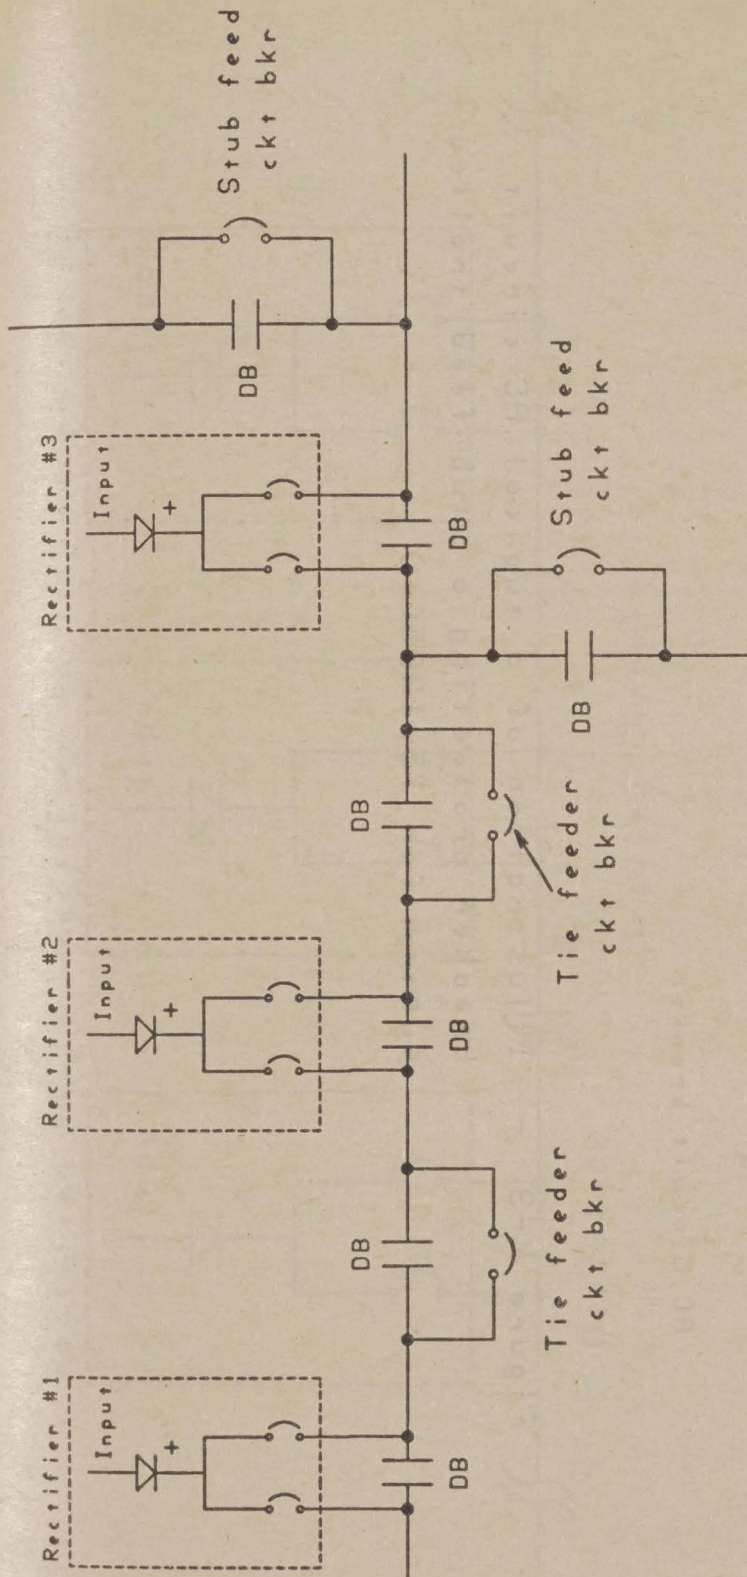 Rectifier #1
Input
+
DB
DB
Tie feeder
ckt bkr
Rectifier #2
Input
+
DB
DB
Tie feeder
ckt bkr
Rectifier #3
Input
+
DB
DB
Stub feed
ckt bkr
DB
Stub feed
ckt bkr